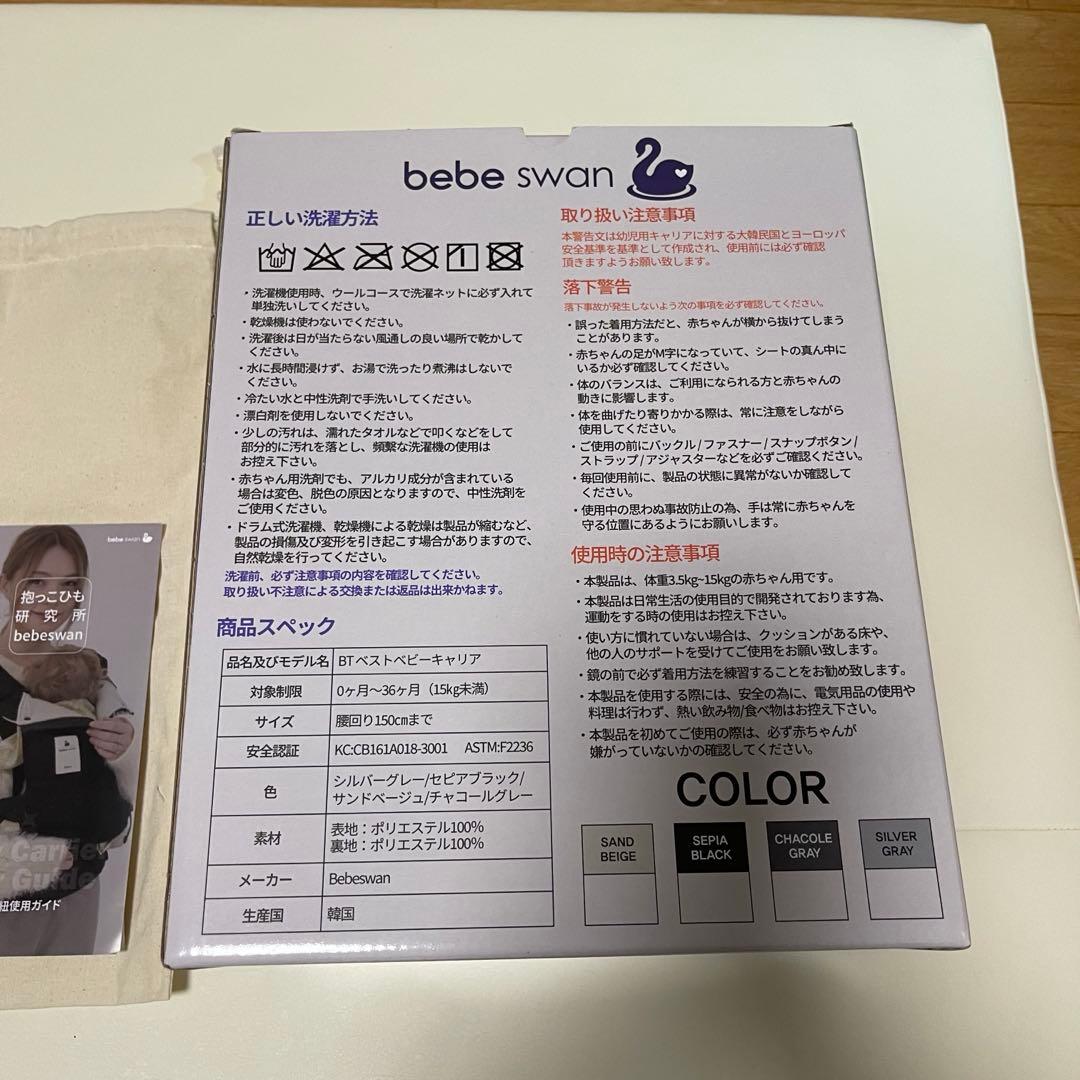 bebe swan
正しい洗濯方法
・洗濯機使用時、ウールコースで洗濯ネットに必ず入れて
単独洗いしてください。
・乾燥機は使わないでください。
・洗濯後は日が当たらない風通しの良い場所で乾かして
ください。
・水に長時間浸けず、お湯で洗ったり煮沸はしないで
ください。
・冷たい水と中性洗剤で手洗いしてください。
・漂白剤を使用しないでください。
・少しの汚れは、濡れたタオルなどで叩くなどをして
部分的に汚れを落とし、頻繫な洗濯機の使用は
お控え下さい。
・赤ちゃん用洗剤でも、アルカリ成分が含まれている
場合は変色、脱色の原因となりますので、中性洗剤を
ご使用ください。
・ドラム式洗濯機、乾燥機による乾燥は製品が縮むなど、
製品の損傷及び変形を引き起こす場合がありますので、
自然乾燥を行ってください。
洗濯前、必ず注意事項の内容を確認してください。
取り扱い不注意による交換または返品は出来かねます。
商品スペック
品名及びモデル名 BTベストベビーキャリア
対象制限 0ヶ月〜36ヶ月（15kg未満）
サイズ 腰回り150cmまで
安全認証 KC:CB161A018-3001 ASTM:F2236
色 シルバーグレー/セピアブラック/
サンドベージュ/チャコールグレー
素材 表地：ポリエステル100%
裏地：ポリエステル100%
メーカー Bebeswan
生産国 韓国
取り扱い注意事項
本警告文は幼児用キャリアに対する大韓民国とヨーロッパ
安全基準を基準として作成され、使用前には必ず確認
頂きますようお願い致します。
落下警告
落下事故が発生しないよう次の事項を必ず確認してください。
・誤った着用方法だと、赤ちゃんが横から抜けてしまう
ことがあります。
・赤ちゃんの足がM字になっていて、シートの真ん中に
いるか必ず確認してください。
・体のバランスは、ご利用になられる方と赤ちゃんの
動きに影響します。
・体を曲げたり寄りかかる際は、常に注意をしながら
使用してください。
・ご使用の前にバックル/ファスナー/スナップボタン/
ストラップ/アジャスターなどを必ずご確認ください。
・毎回使用前に、製品の状態に異常がないか確認して
ください。
・使用中の思わぬ事故防止の為、手は常に赤ちゃんを
守る位置にあるようにお願いします。
使用時の注意事項
・本製品は、体重3.5kg~15kgの赤ちゃん用です。
・本製品は日常生活の使用目的で開発されております為、
運動をする時の使用はお控え下さい。
・使い方に慣れていない場合は、クッションがある床や、
他の人のサポートを受けてご使用をお願い致します。
・鏡の前で必ず着用方法を練習することをお勧め致します。
・本製品を使用する際には、安全の為に、電気用品の使用や
料理は行わず、熱い飲み物/食べ物はお控え下さい。
・本製品を初めてご使用の際は、必ず赤ちゃんが
嫌がっていないかの確認してください。
COLOR
SAND
BEIGE
SEPIA
BLACK
CHACOLE
GRAY
SILVER
GRAY
bebe swan
抱っこひも
研究所
bebeswan
Carrie
Guide
紐使用ガイド